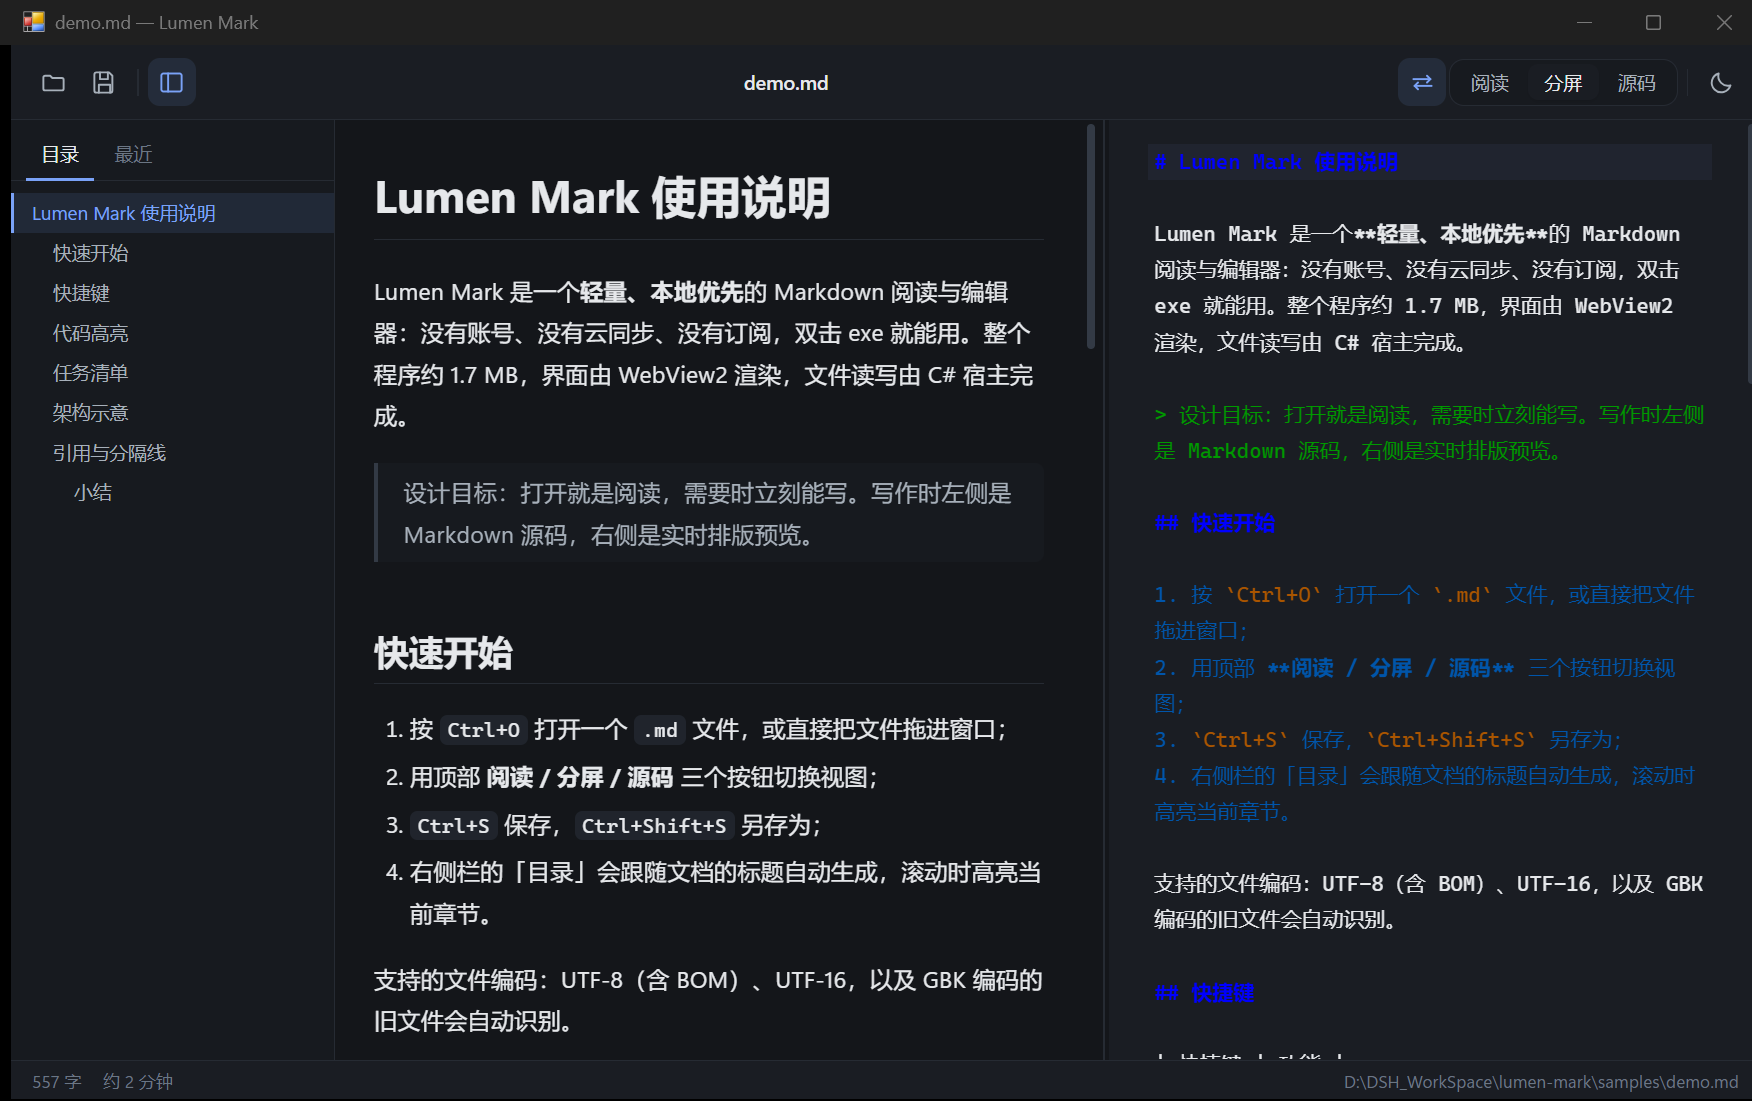 demo.md — Lumen Mark
demo.md
阅读 分屏 源码
目录 最近
Lumen Mark 使用说明
快速开始
快捷键
代码高亮
任务清单
架构示意
引用与分隔线
小结
Lumen Mark 使用说明
Lumen Mark 是一个轻量、本地优先的 Markdown 阅读与编辑
器：没有账号、没有云同步、没有订阅，双击 exe 就能用。整个
程序约 1.7 MB，界面由 WebView2 渲染，文件读写由 C# 宿主完
成。
设计目标：打开就是阅读，需要时立刻能写。写作时左侧是
Markdown 源码，右侧是实时排版预览。
快速开始
1. 按 Ctrl+O 打开一个 .md 文件，或直接把文件拖进窗口；
2. 用顶部 阅读 / 分屏 / 源码 三个按钮切换视图；
3. Ctrl+S 保存，Ctrl+Shift+S 另存为；
4. 右侧栏的「目录」会跟随文档的标题自动生成，滚动时高亮当
前章节。
支持的文件编码：UTF-8（含 BOM）、UTF-16，以及 GBK 编码的
旧文件会自动识别。
# Lumen Mark 使用说明
Lumen Mark 是一个**轻量、本地优先**的 Markdown
阅读与编辑器：没有账号、没有云同步、没有订阅，双击
exe 就能用。整个程序约 1.7 MB，界面由 WebView2
渲染，文件读写由 C# 宿主完成。
> 设计目标：打开就是阅读，需要时立刻能写。写作时左侧
是 Markdown 源码，右侧是实时排版预览。
## 快速开始
1. 按 `Ctrl+O` 打开一个 `.md` 文件，或直接把文件
拖进窗口；
2. 用顶部 **阅读 / 分屏 / 源码** 三个按钮切换视
图；
3. `Ctrl+S` 保存，`Ctrl+Shift+S` 另存为；
4. 右侧栏的「目录」会跟随文档的标题自动生成，滚动时
高亮当前章节。
支持的文件编码：UTF-8（含 BOM）、UTF-16，以及 GBK
编码的旧文件会自动识别。
## 快捷键
557 字 约 2 分钟
D:\DSH_WorkSpace\lumen-mark\samples\demo.md